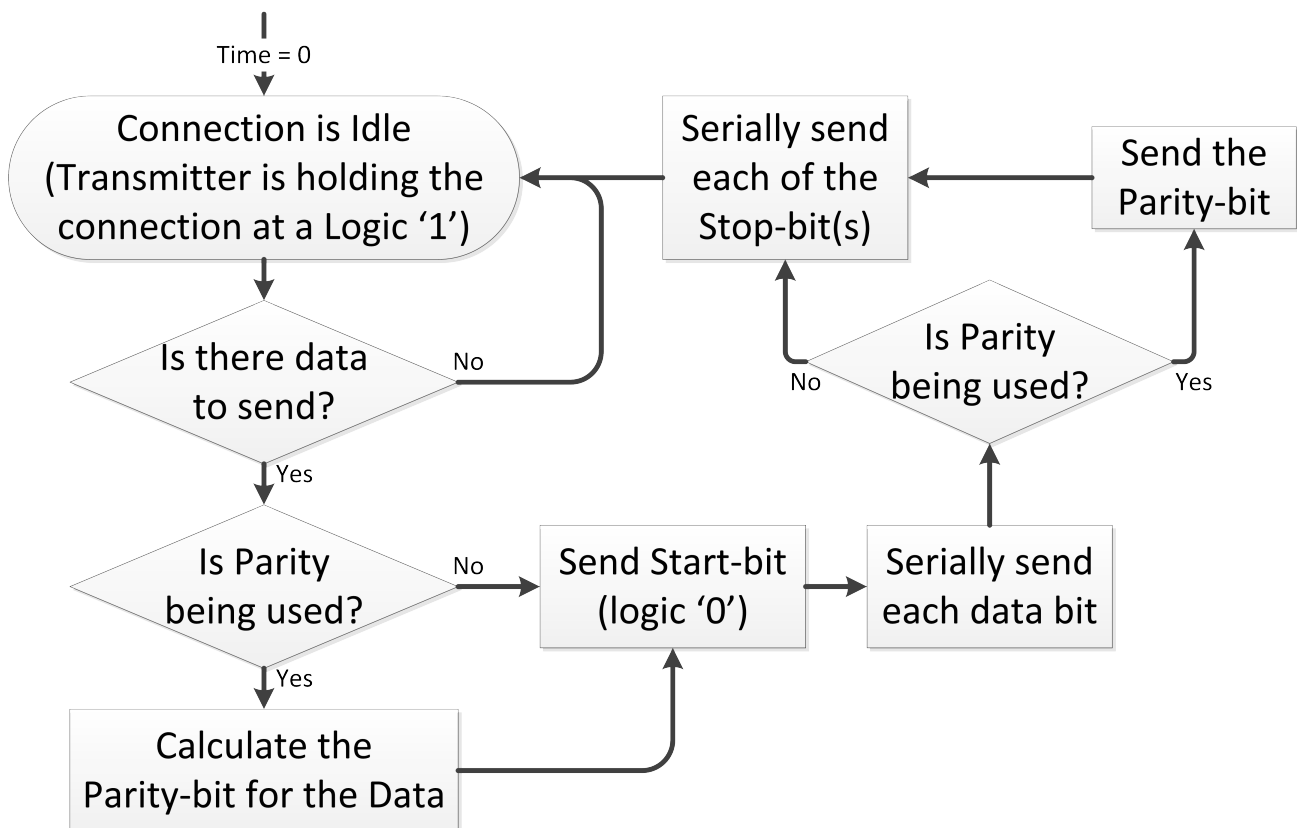 Time = 0
Connection is Idle
(Transmitter is holding the
connection at a Logic ‘1’)
Is there data
to send?
No
Yes
Is Parity
being used?
No
Yes
Calculate the
Parity-bit for the Data
Send Start-bit
(logic ‘0’)
Serially send
each data bit
Is Parity
being used?
No
Yes
Send the
Parity-bit
Serially send
each of the
Stop-bit(s)